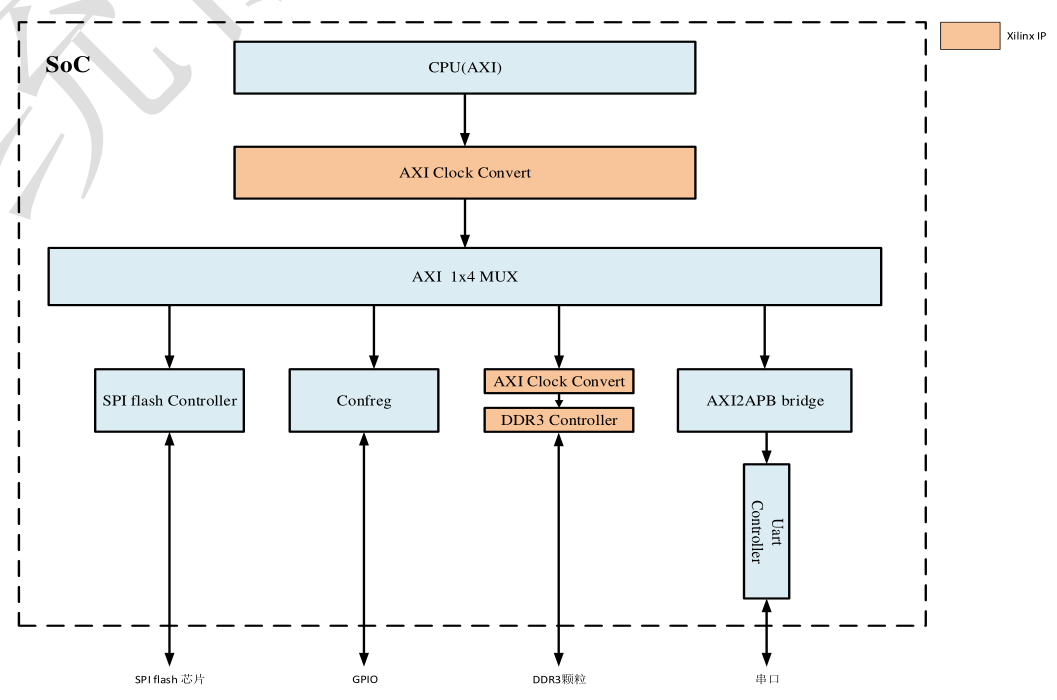 SoC
CPU(AXI)
Xilinx IP
AXI Clock Convert
AXI 1x4 MUX
SPI flash Controller
Confreg
AXI Clock Convert
DDR3 Controller
AXI2APB bridge
Uart
Controller
SPI flash 芯片
GPIO
DDR3颗粒
串口